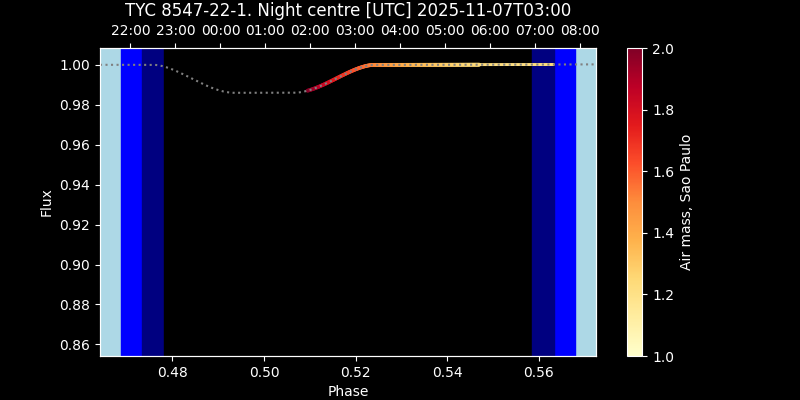 TYC 8547-22-1. Night centre [UTC] 2025-11-07T03:00
22:00 23:00 00:00 01:00 02:00 03:00 04:00 05:00 06:00 07:00 08:00
1.00
0.98
0.96
0.94
0.92
0.90
0.88
0.86
Flux
0.48 0.50 0.52 0.54 0.56
Phase
2.0
1.8
1.6
1.4
1.2
1.0
Air mass, Sao Paulo